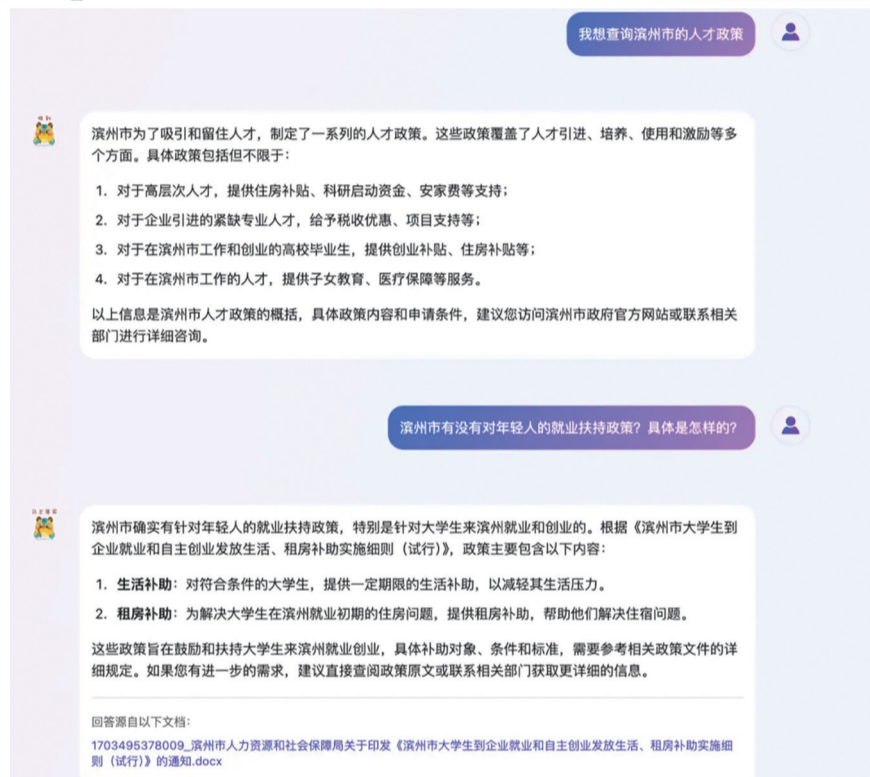 我想查询滨州市的人才政策
滨州市为了吸引和留住人才，制定了一系列的人才政策。这些政策覆盖了人才引进、培养、使用和激励等多
个方面。具体政策包括但不限于：
1. 对于高层次人才，提供住房补贴、科研启动资金、安家费等支持；
2. 对于企业引进的紧缺专业人才，给予税收优惠、项目支持等；
3. 对于在滨州市工作和创业的高校毕业生，提供创业补贴、住房补贴等；
4. 对于在滨州市工作的人才，提供子女教育、医疗保障等服务。
以上信息是滨州市人才政策的概括，具体政策内容和申请条件，建议您访问滨州市政府官方网站或联系相关
部门进行详细咨询。
滨州市有没有对年轻人的就业扶持政策？具体是怎样的？
滨州市确实有针对年轻人的就业扶持政策，特别是针对大学生来滨州就业和创业的。根据《滨州市大学生到
企业就业和自主创业发放生活、租房补助实施细则（试行）》，政策主要包含以下内容：
1. 生活补助：对符合条件的大学生，提供一定期限的生活补助，以减轻其生活压力。
2. 租房补助：为解决大学生在滨州就业初期的住房问题，提供租房补助，帮助他们解决住宿问题。
这些政策旨在鼓励和扶持大学生来滨州就业创业，具体补助对象、条件和标准，需要参考相关政策文件的详
细规定。如果您有进一步的需求，建议直接查阅政策原文或联系相关部门获取更详细的信息。
回答源自以下文档：
1703495378009_滨州市人力资源和社会保障局关于印发《滨州市大学生到企业就业和自主创业发放生活、租房补助实施细
则（试行）》的通知.docx